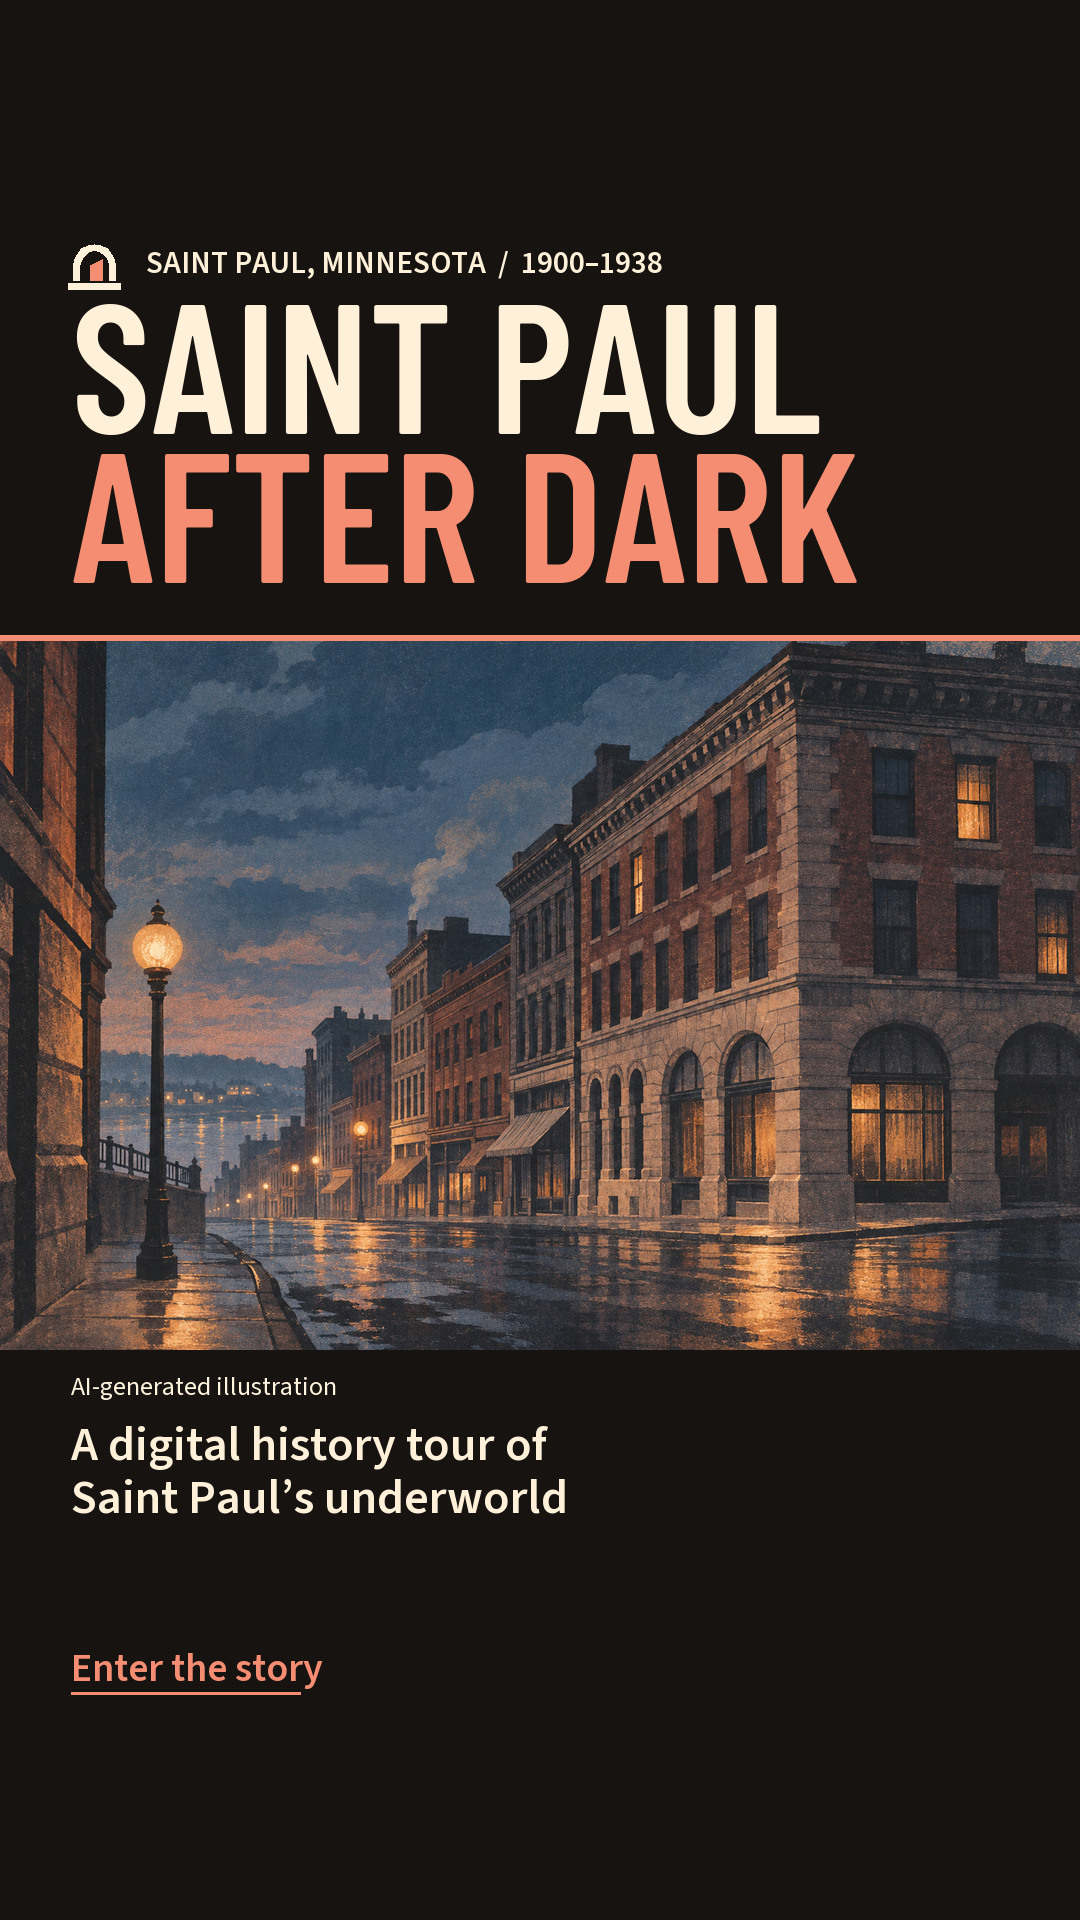 SAINT PAUL, MINNESOTA / 1900–1938
SAINT PAUL
AFTER DARK
AI-generated illustration
A digital history tour of
Saint Paul’s underworld
Enter the story